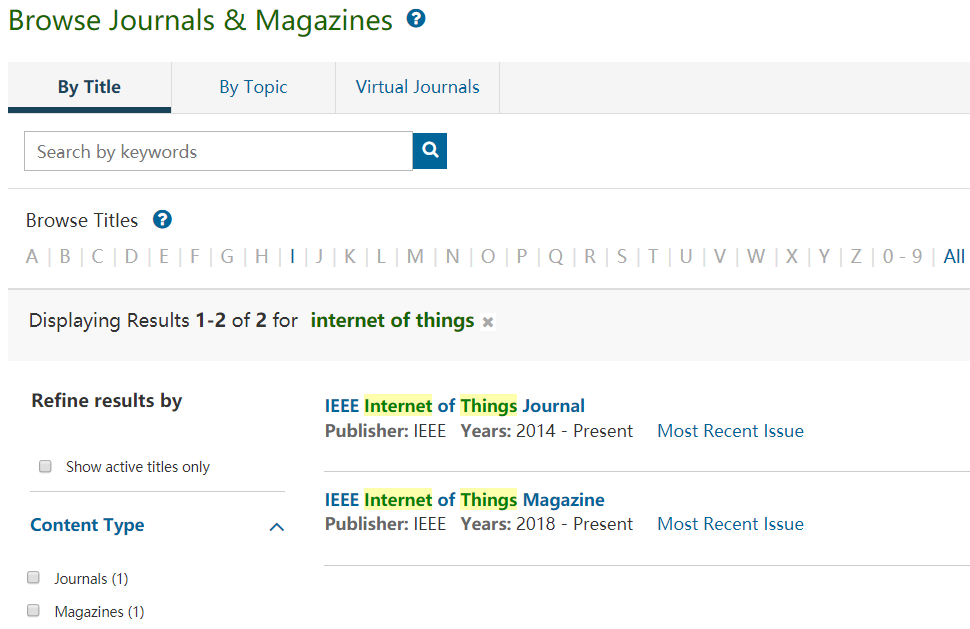 Browse Journals & Magazines ?
By Title By Topic Virtual Journals
Search by keywords
Browse Titles ?
A | B | C | D | E | F | G | H | I | J | K | L | M | N | O | P | Q | R | S | T | U | V | W | X | Y | Z | 0 - 9 | All
Displaying Results 1-2 of 2 for internet of things ×
Refine results by
Show active titles only
Content Type
Journals (1)
Magazines (1)
IEEE Internet of Things Journal
Publisher: IEEE Years: 2014 - Present Most Recent Issue
IEEE Internet of Things Magazine
Publisher: IEEE Years: 2018 - Present Most Recent Issue